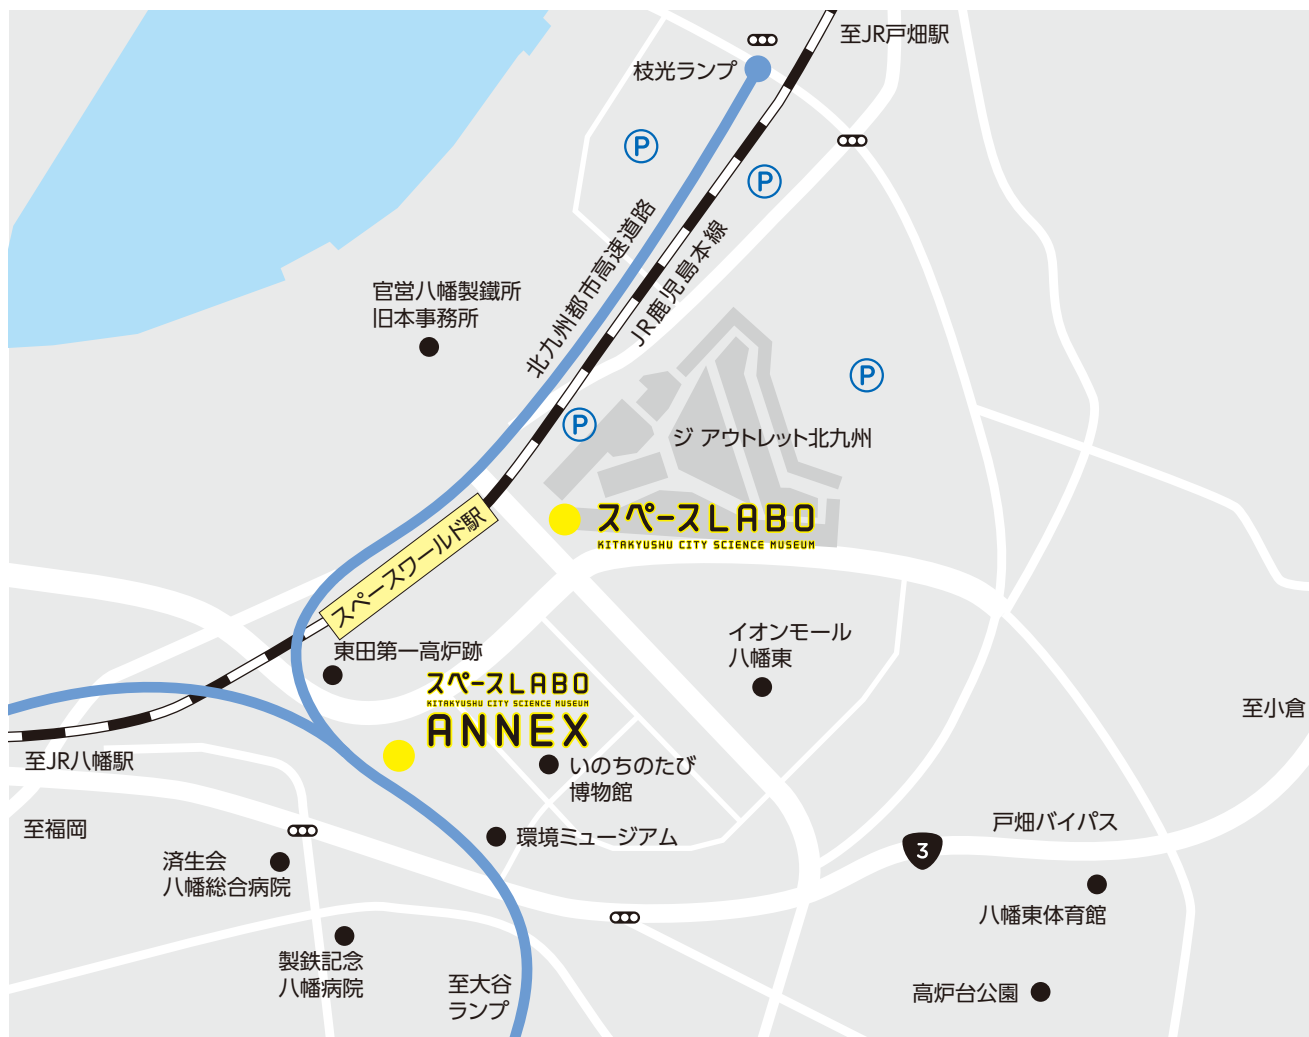 至JR戸畑駅
枝光ランプ
P
P
北九州都市高速道路
JR鹿児島本線
官営八幡製鐵所
旧本事務所
P
P
ジ アウトレット北九州
スペースLABO
KITAKYUSHU CITY SCIENCE MUSEUM
スペースワールド駅
イオンモール
八幡東
東田第一高炉跡
スペースLABO
KITAKYUSHU CITY SCIENCE MUSEUM
ANNEX
至小倉
至JR八幡駅
いのちのたび
博物館
至福岡
環境ミュージアム
戸畑バイパス
3
済生会
八幡総合病院
八幡東体育館
製鉄記念
八幡病院
至大谷
ランプ
高炉台公園